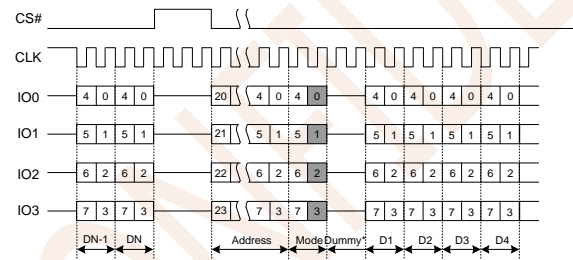 CS#
CLK
IO0 4 0 4 0 20 4 0 4 0 4 0 4 0 4 0 4 0
IO1 5 1 5 1 21 5 1 5 1 5 1 5 1 5 1 5 1
IO2 6 2 6 2 22 6 2 6 2 6 2 6 2 6 2 6 2
IO3 7 3 7 3 23 7 3 7 3 7 3 7 3 7 3 7 3
DN-1 DN Address Mode Dummy* D1 D2 D3 D4